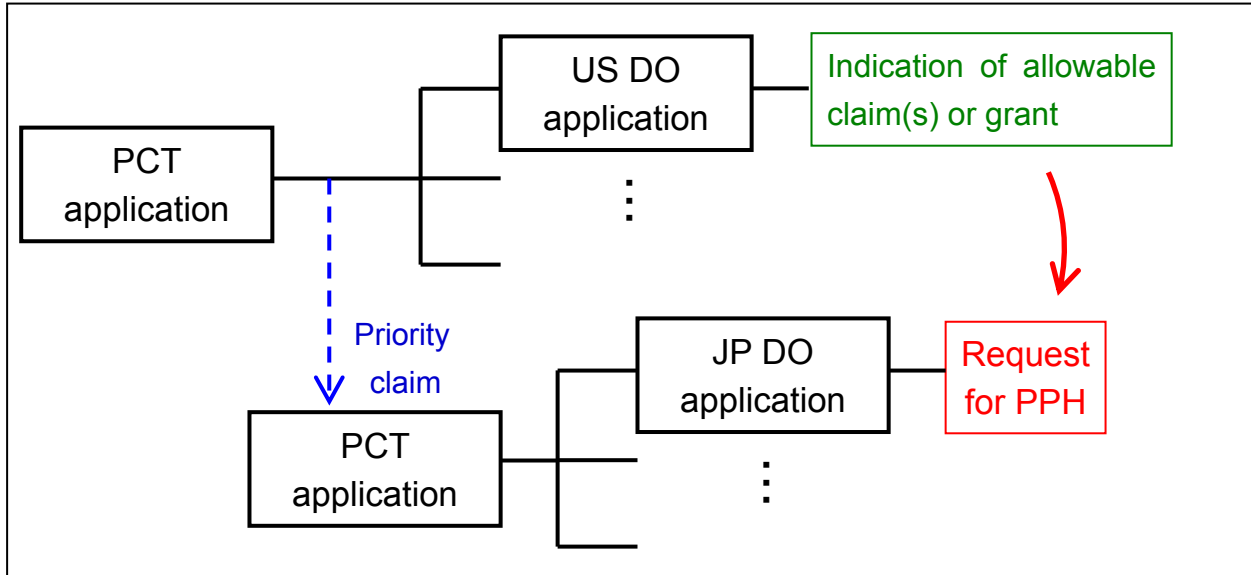 US DO
application
Indication of allowable
claim(s) or grant
PCT
application
Priority
claim
JP DO
application
Request
for PPH
PCT
application